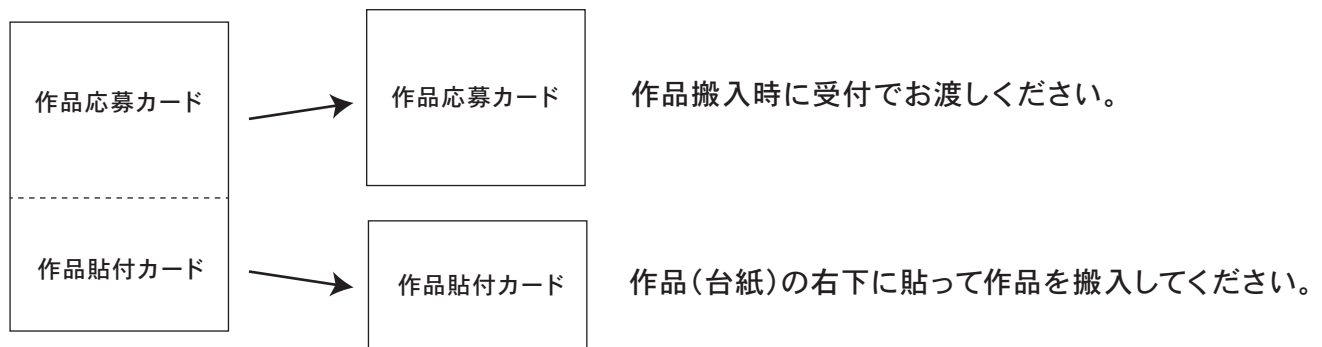 作品応募カード
作品応募カード
作品搬入時に受付でお渡しください。
作品貼付カード
作品貼付カード
作品(台紙)の右下に貼って作品を搬入してください。